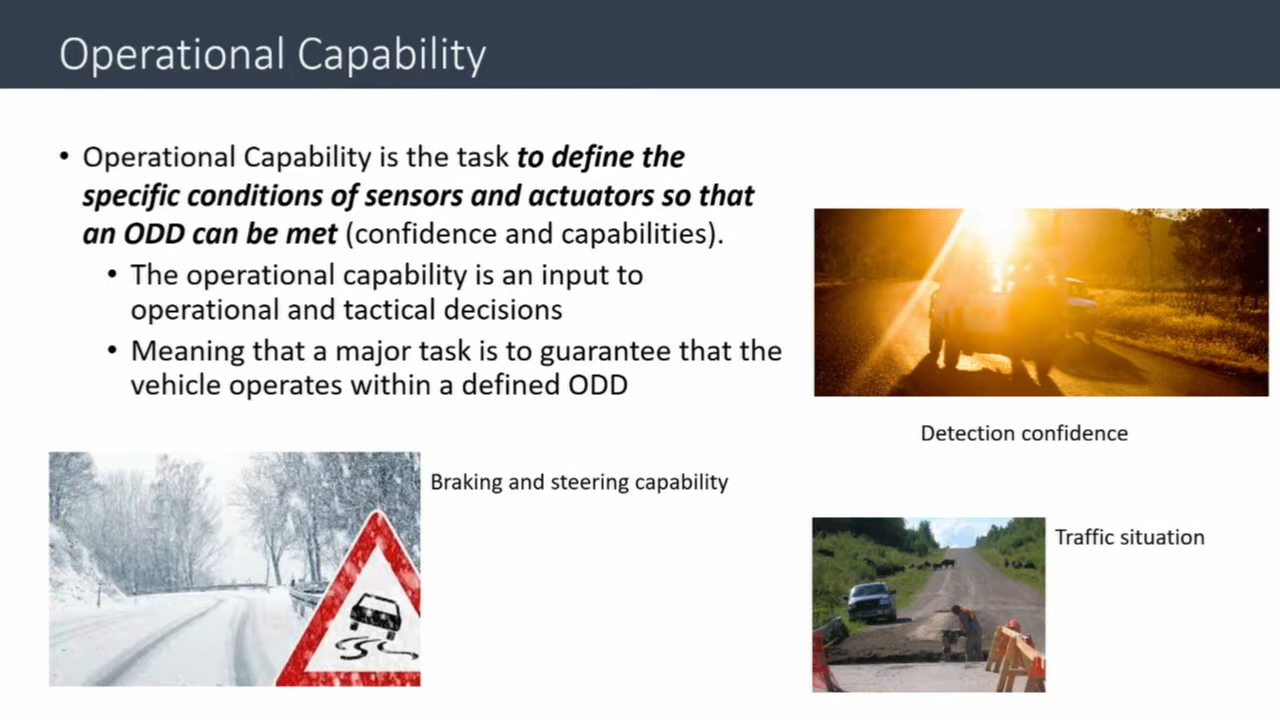 Operational Capability
• Operational Capability is the task to define the
specific conditions of sensors and actuators so that
an ODD can be met (confidence and capabilities).
• The operational capability is an input to
operational and tactical decisions
• Meaning that a major task is to guarantee that the
vehicle operates within a defined ODD
Detection confidence
Braking and steering capability
Traffic situation